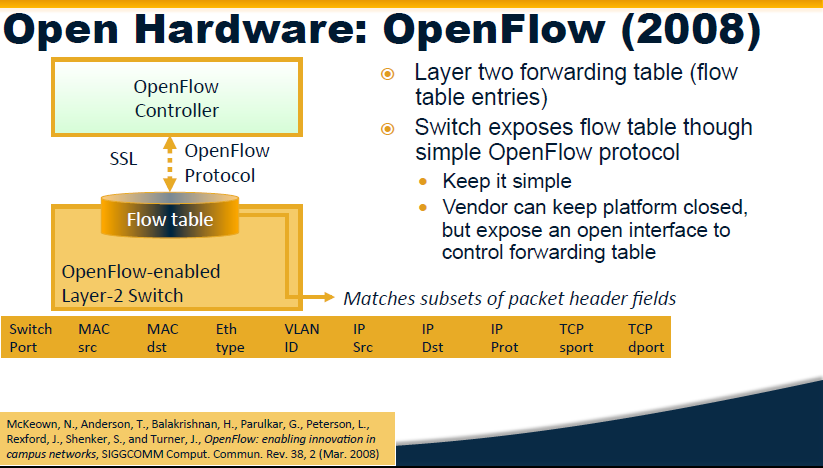 Open Hardware: OpenFlow (2008)
OpenFlow
Controller
SSL
OpenFlow
Protocol
Flow table
OpenFlow-enabled
Layer-2 Switch
Layer two forwarding table (flow
table entries)
Switch exposes flow table though
simple OpenFlow protocol
Keep it simple
Vendor can keep platform closed,
but expose an open interface to
control forwarding table
Matches subsets of packet header fields
Switch MAC MAC Eth VLAN IP IP IP TCP TCP
Port src dst type ID Src Dst Prot sport dport
McKeown, N., Anderson, T., Balakrishnan, H., Parulkar, G., Peterson, L.,
Rexford, J., Shenker, S., and Turner, J., OpenFlow: enabling innovation in
campus networks, SIGGCOMM Comput. Commun. Rev. 38, 2 (Mar. 2008)